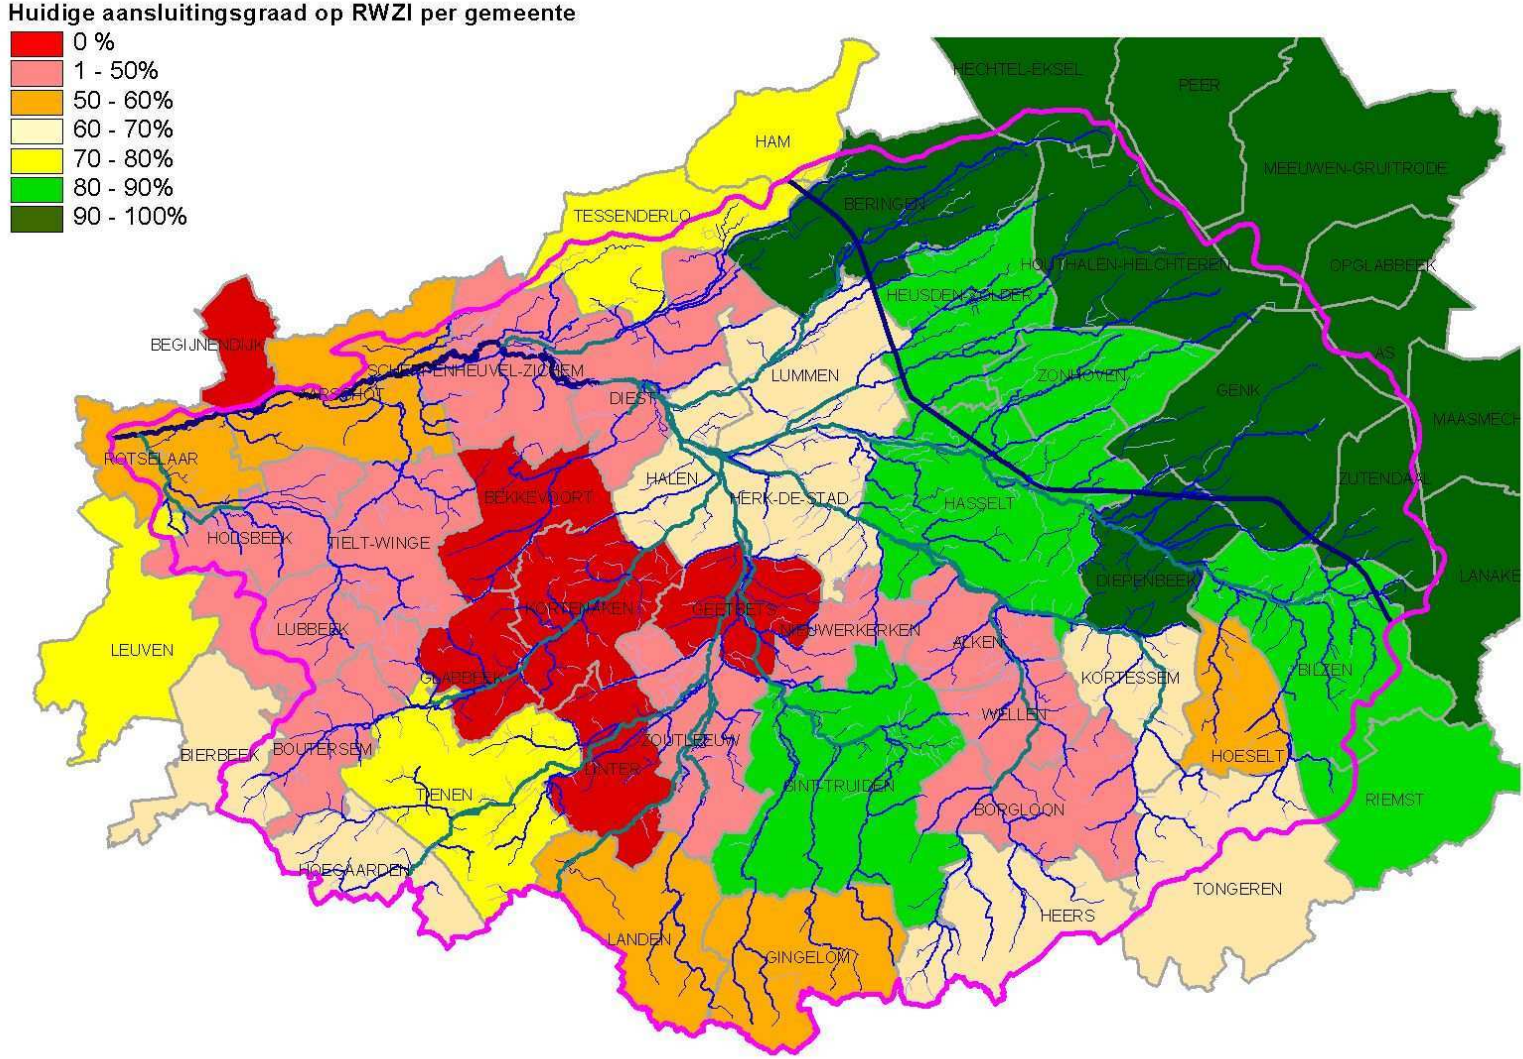 Huidige aansluitingsgraad op RWZI per gemeente
0 %
1 - 50%
50 - 60%
60 - 70%
70 - 80%
80 - 90%
90 - 100%
HECHTEL-EKSEL
PEER
HAM
MEEUWEN-GRUITRODE
BERINGEN
TESSENDERLO
HOUTHALEN-HELCHTEREN
OPGLABBEEK
HEUSDEN-ZOLDER
BEGIJNENDIJK
AS
SCHERPENHEUVEL-ZICHEM
LUMMEN
ZONHOVEN
GENK
AARSCHOT
DIEST
MAASMECH
ROTSELAAR
HALEN
ZUTENDAAL
BEKKEVOORT
HERK-DE-STAD
HASSELT
HOLSBEEK
TIELT-WINGE
DIEPENBEEK
LANAKE
KORTENAKEN
GEETBETS
LUBBEEK
NIEUWERKERKEN
ALKEN
LEUVEN
GLABBEEK
KORTESSEM
BILZEN
WELLEN
ZOUTLEEUW
BIERBEEK
BOUTERSEM
HOESELT
LINTER
SINT-TRUIDEN
TIENEN
RIEMST
BORGLOON
HOEGAARDEN
TONGEREN
HEERS
LANDEN
GINGELOM